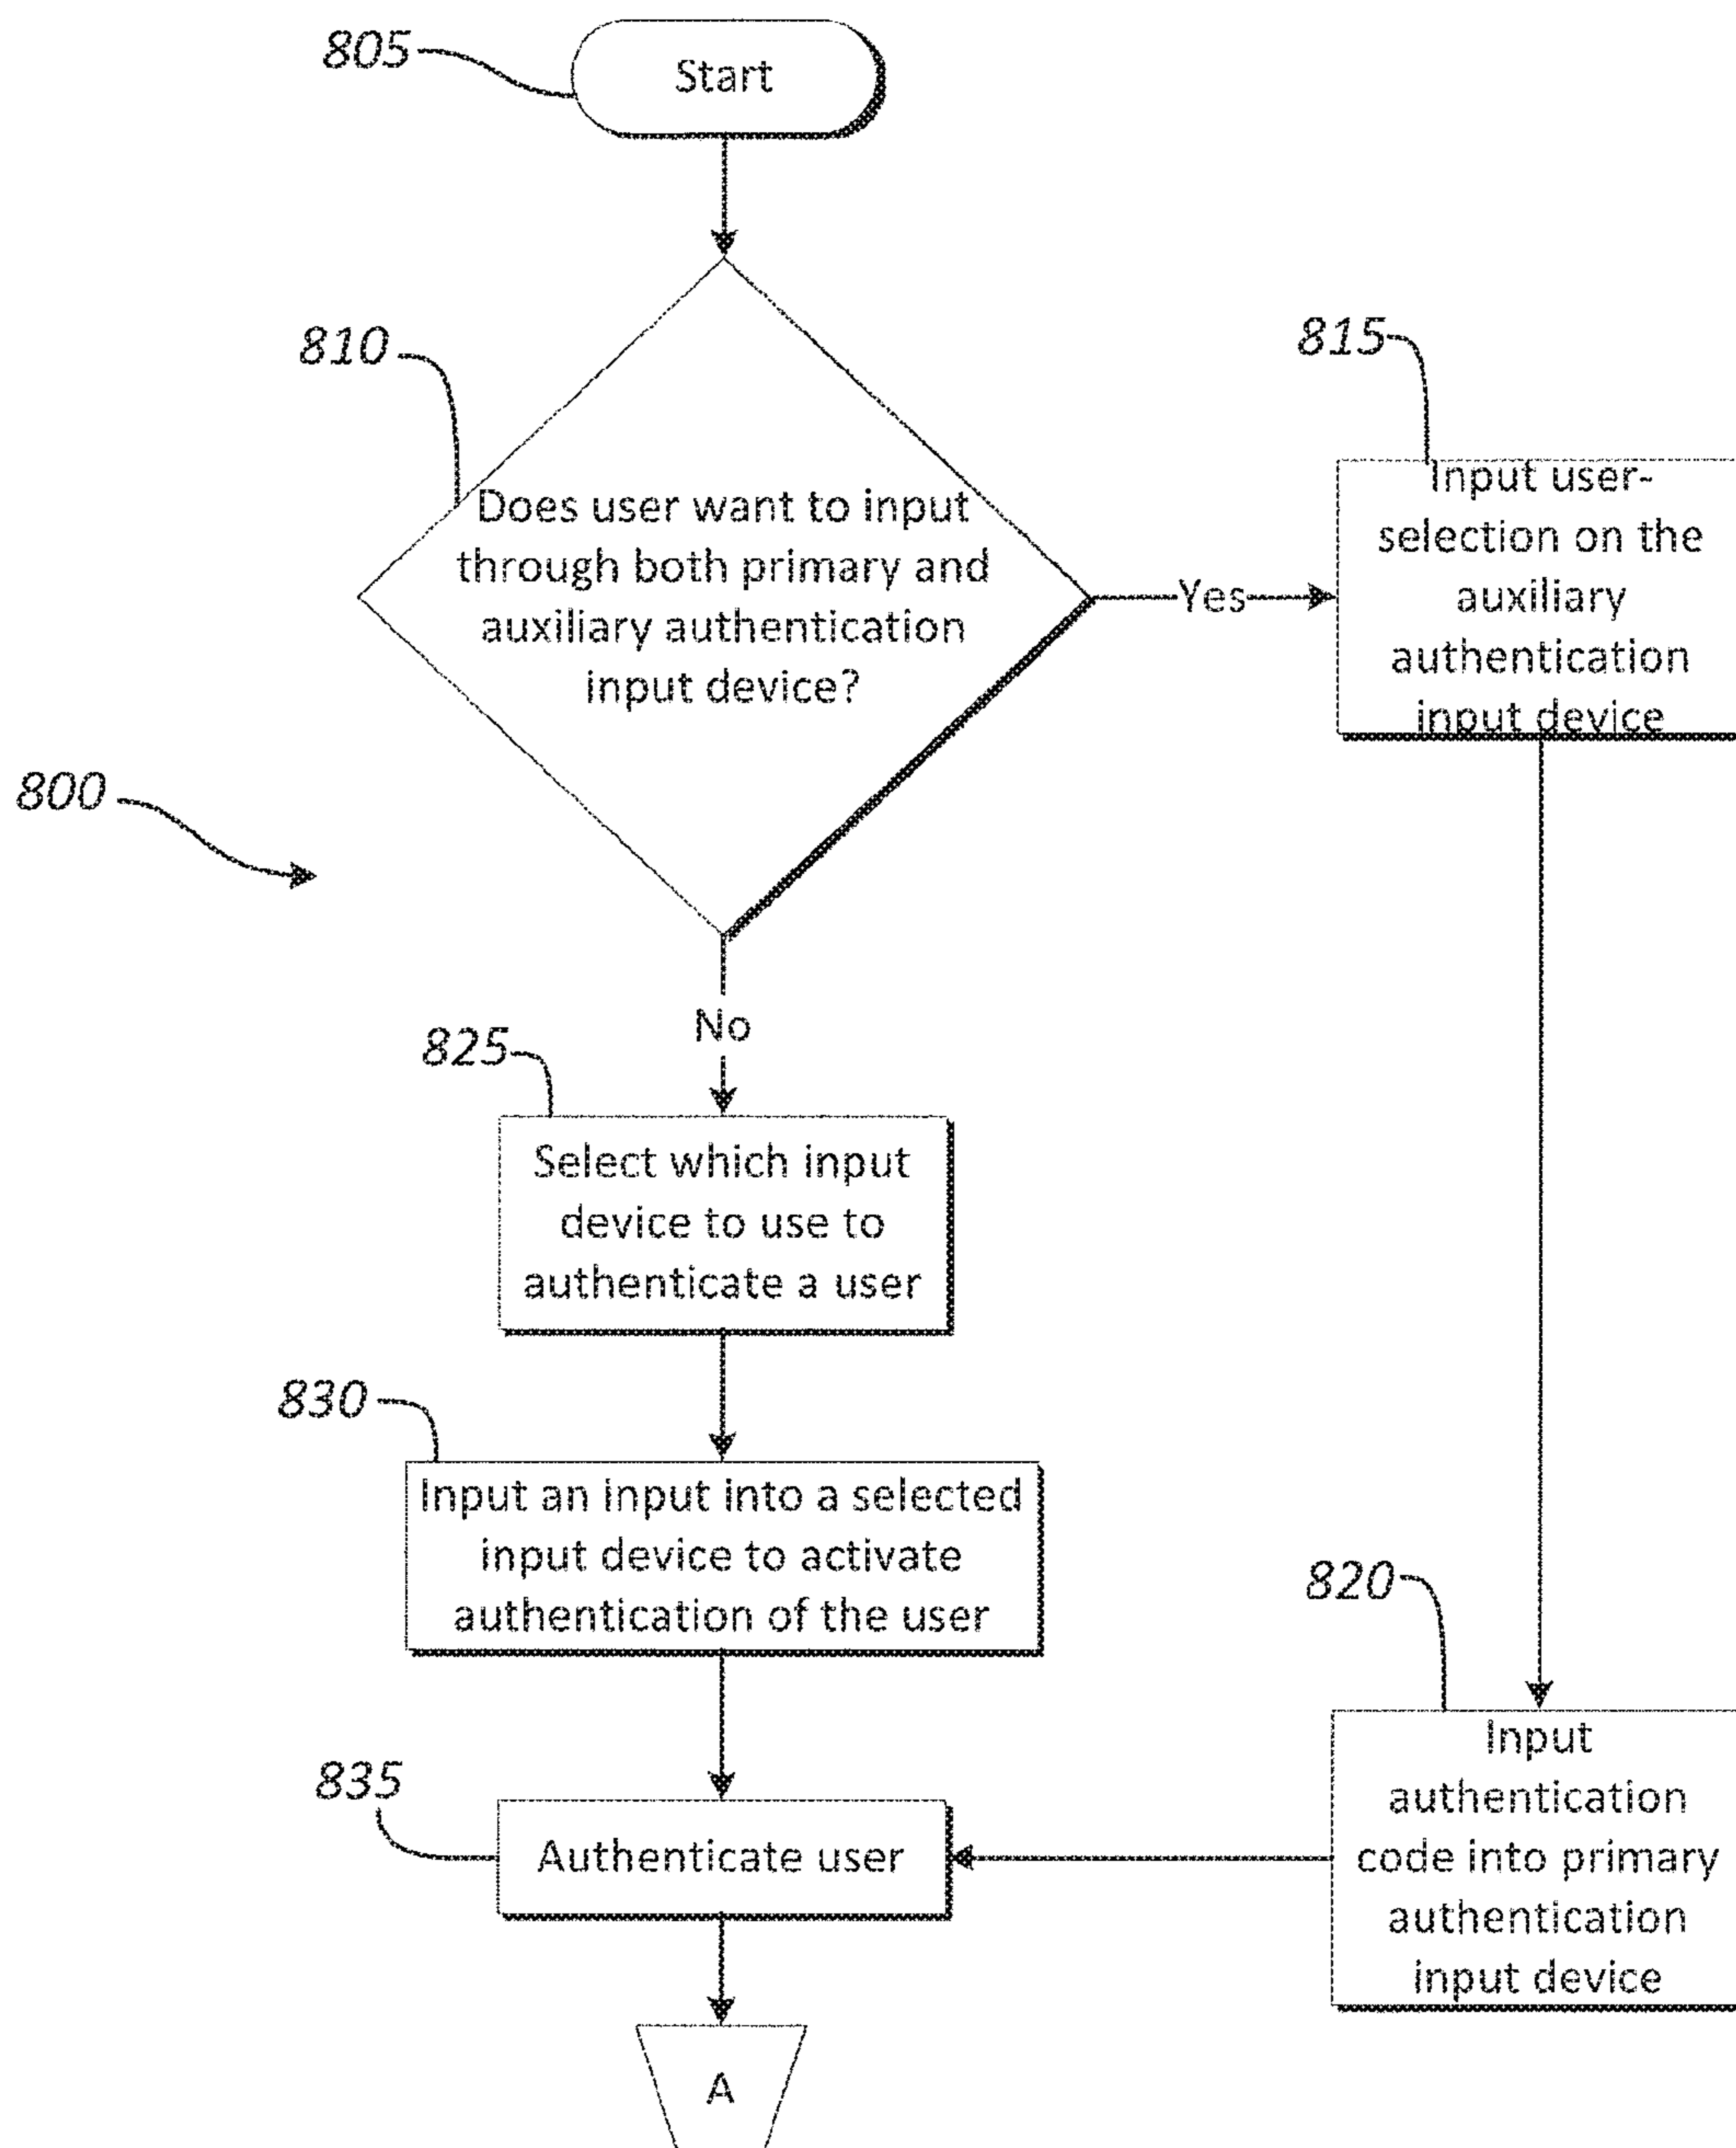 805
Start
810
Does user want to input
through both primary and
auxiliary authentication
input device?
Yes
815
Input user-
selection on the
auxiliary
authentication
input device
800
No
825
Select which input
device to use to
authenticate a user
830
Input an input into a selected
input device to activate
authentication of the user
820
Input
authentication
code into primary
authentication
input device
835
Authenticate user
A